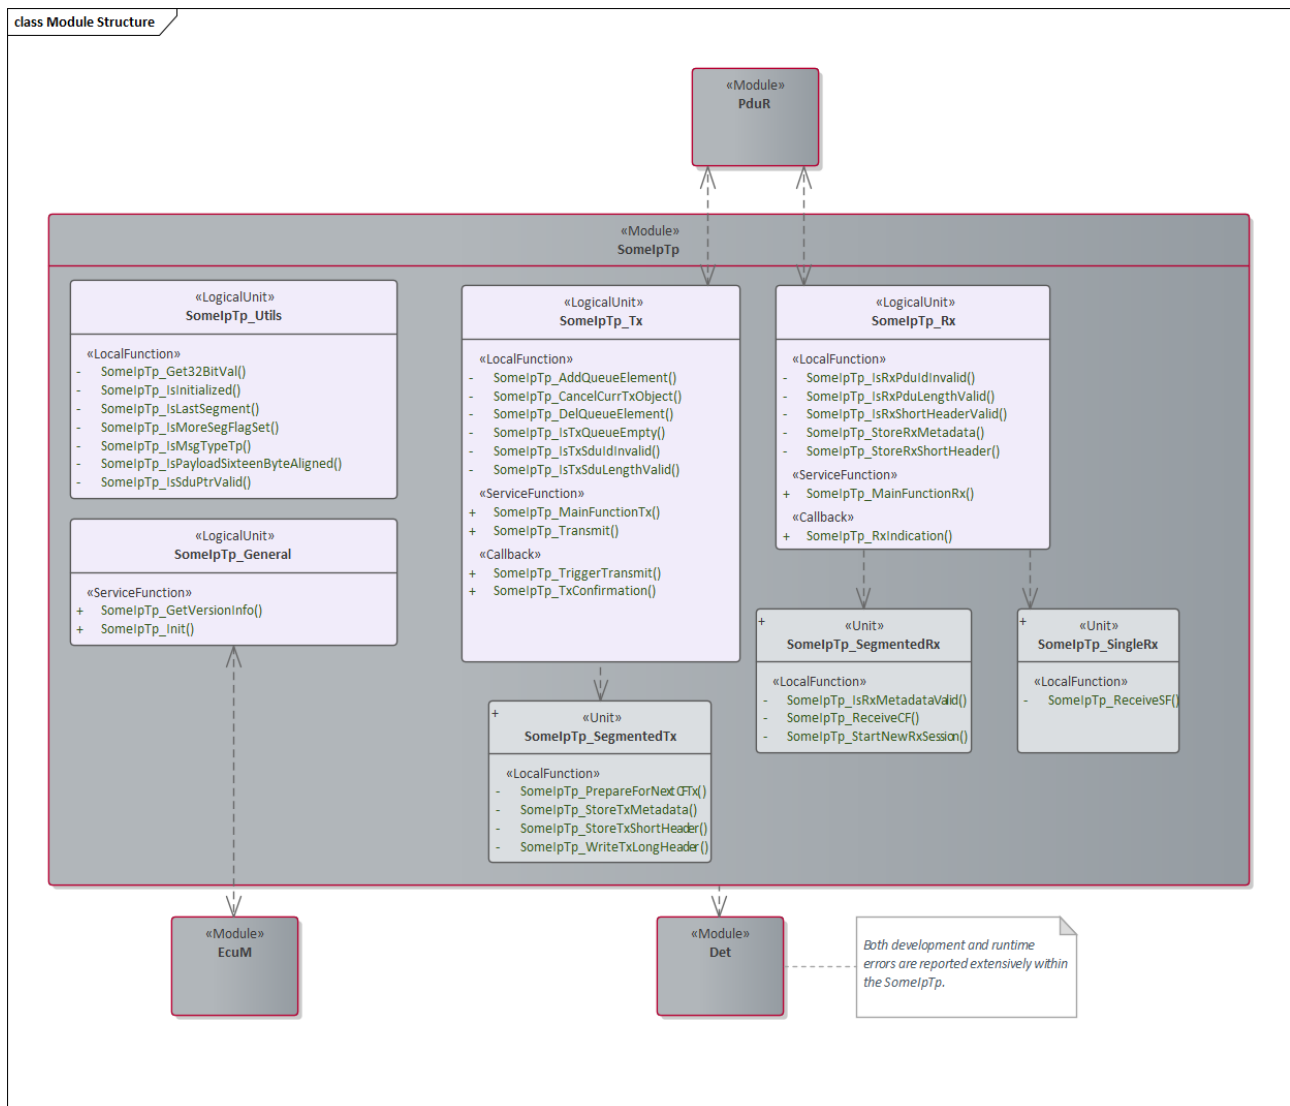 class Module Structure
«Module»
PduR
«Module»
SomeIpTp
«LogicalUnit»
SomeIpTp_Utils
«LocalFunction»
- SomeIpTp_Get32BitVal()
- SomeIpTp_IsInitialized()
- SomeIpTp_IsLastSegment()
- SomeIpTp_IsMoreSegFlagSet()
- SomeIpTp_IsMsgTypeTp()
- SomeIpTp_IsPayloadSixteenByteAligned()
- SomeIpTp_IsSduPtrValid()
«LogicalUnit»
SomeIpTp_General
«ServiceFunction»
+ SomeIpTp_GetVersionInfo()
+ SomeIpTp_Init()
«LogicalUnit»
SomeIpTp_Tx
«LocalFunction»
- SomeIpTp_AddQueueElement()
- SomeIpTp_CancelCurrTxObject()
- SomeIpTp_DelQueueElement()
- SomeIpTp_IsTxQueueEmpty()
- SomeIpTp_IsTxSduIdInvalid()
- SomeIpTp_IsTxSduLengthValid()
«ServiceFunction»
+ SomeIpTp_MainFunctionTx()
+ SomeIpTp_Transmit()
«Callback»
+ SomeIpTp_TriggerTransmit()
+ SomeIpTp_TxConfirmation()
«LogicalUnit»
SomeIpTp_Rx
«LocalFunction»
- SomeIpTp_IsRxPduIdInvalid()
- SomeIpTp_IsRxPduLengthValid()
- SomeIpTp_IsRxShortHeaderValid()
- SomeIpTp_StoreRxMetadata()
- SomeIpTp_StoreRxShortHeader()
«ServiceFunction»
+ SomeIpTp_MainFunctionRx()
«Callback»
+ SomeIpTp_RxIndication()
+ «Unit»
SomeIpTp_SegmentedTx
«LocalFunction»
- SomeIpTp_PrepareForNextCFTx()
- SomeIpTp_StoreTxMetadata()
- SomeIpTp_StoreTxShortHeader()
- SomeIpTp_WriteTxLongHeader()
+ «Unit»
SomeIpTp_SegmentedRx
«LocalFunction»
- SomeIpTp_IsRxMetadataValid()
- SomeIpTp_ReceiveCF()
- SomeIpTp_StartNewRxSession()
+ «Unit»
SomeIpTp_SingleRx
«LocalFunction»
- SomeIpTp_ReceiveSF()
«Module»
EcuM
«Module»
Det
Both development and runtime
errors are reported extensively within
the SomeIpTp.